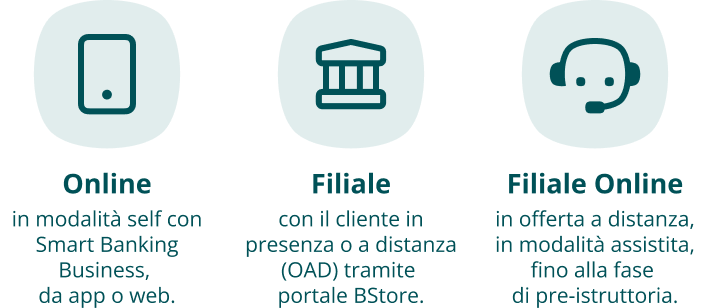 Online
in modalità self con
Smart Banking
Business,
da app o web.
Filiale
con il cliente in
presenza o a distanza
(OAD) tramite
portale BStore.
Filiale Online
in offerta a distanza,
in modalità assistita,
fino alla fase
di pre-istruttoria.